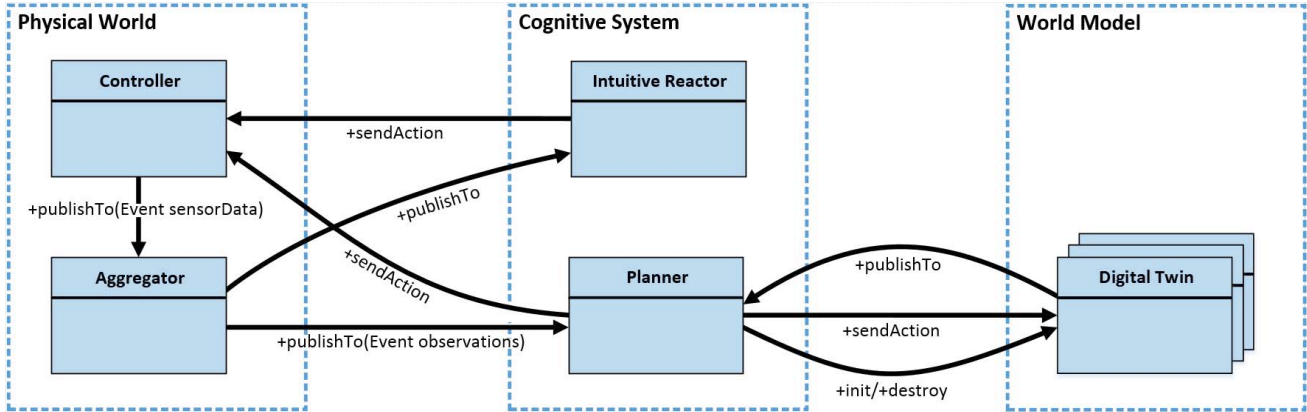 Physical World
Cognitive System
World Model
Controller
Intuitive Reactor
+sendAction
+publishTo(Event sensorData)
+publishTo
+sendAction
Aggregator
Planner
+publishTo
Digital Twin
+sendAction
+publishTo(Event observations)
+init/+destroy